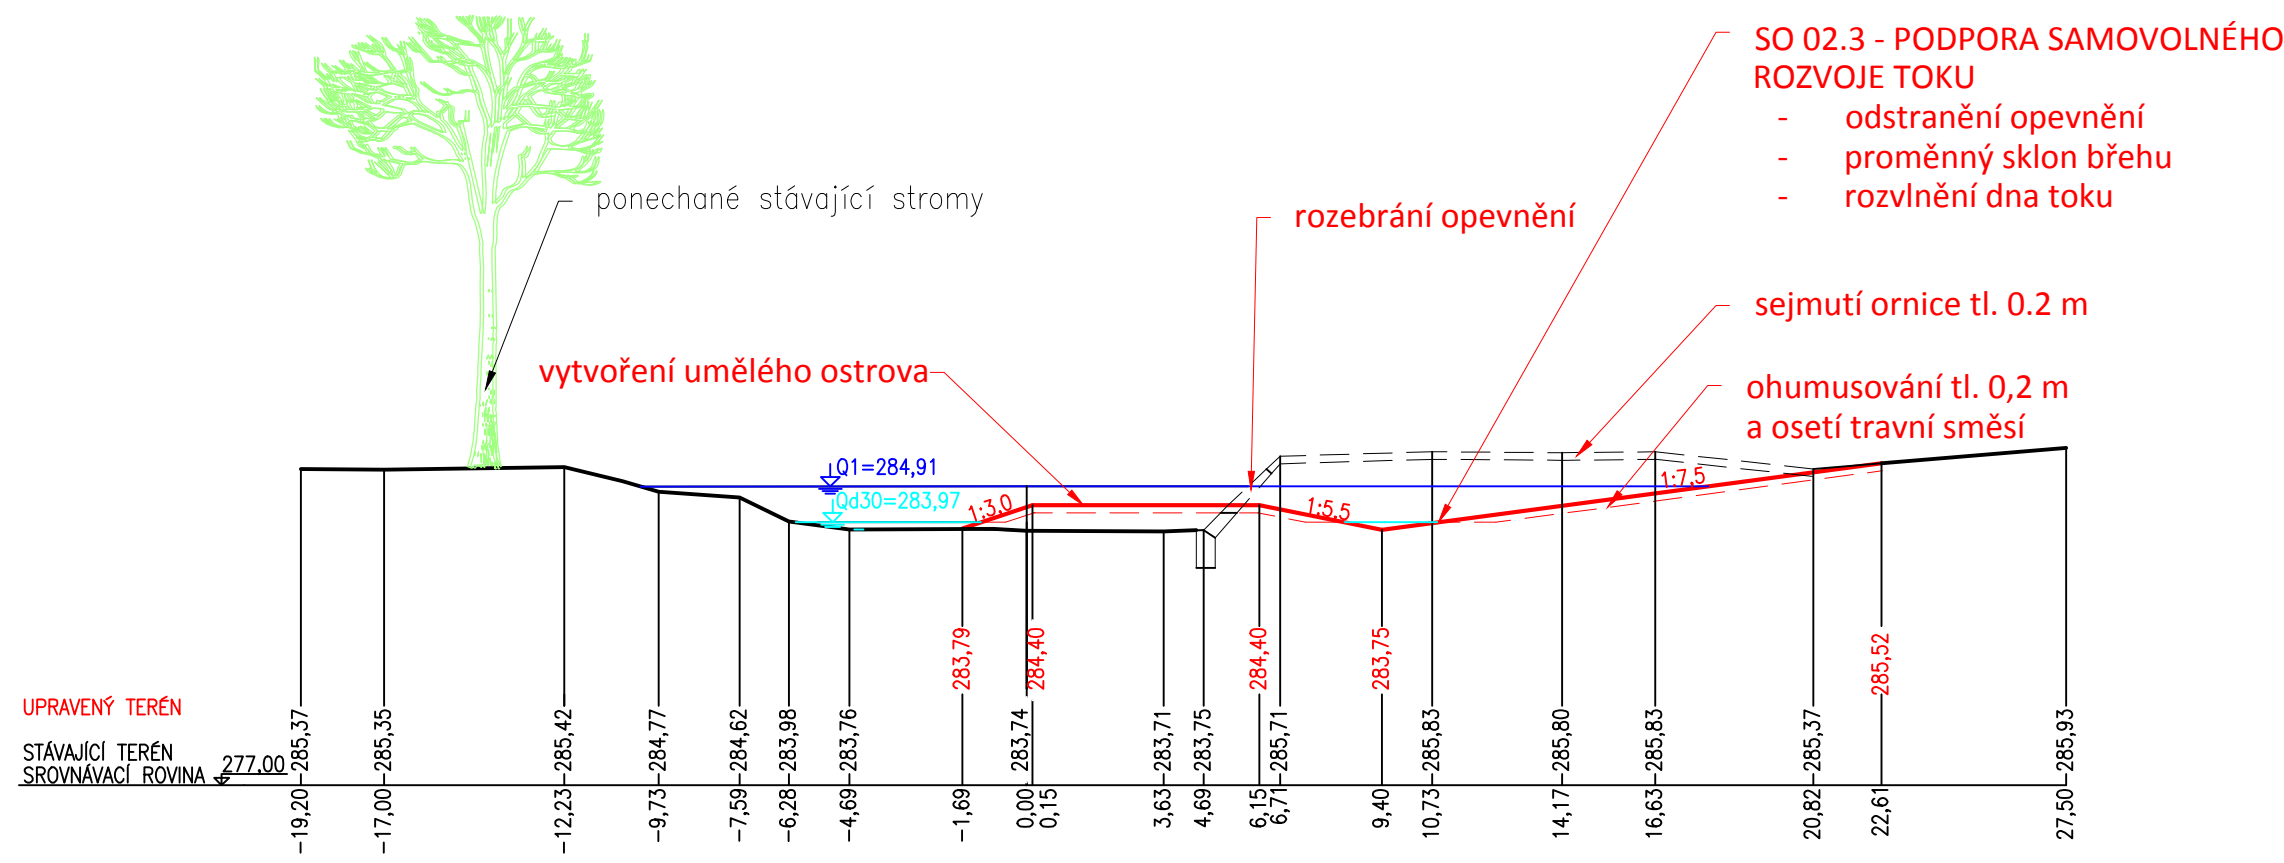 SO 02.3 - PODPORA SAMOVOLNÉHO
ROZVOJE TOKU
- odstranění opevnění
- proměnný sklon břehu
- rozvlnění dna toku
ponechané stávající stromy
rozebrání opevnění
sejmutí ornice tl. 0.2 m
vytvoření umělého ostrova
ohumusování tl. 0,2 m
a osetí travní směsí
Q1=284,91
Qd30=283,97
1:3,0
1:5,5
1:7,5
UPRAVENÝ TERÉN
283,79
284,40
284,40
283,75
285,52
STÁVAJÍCÍ TERÉN
SROVNÁVACÍ ROVINA
277,00
285,37
285,35
285,42
284,77
284,62
283,98
283,76
283,74
283,71
283,75
285,71
285,83
285,80
285,83
285,37
285,93
-19,20
-17,00
-12,23
-9,73
-7,59
-6,28
-4,69
-1,69
0,00
0,15
3,63
4,69
6,15
6,71
9,40
10,73
14,17
16,63
20,82
22,61
27,50